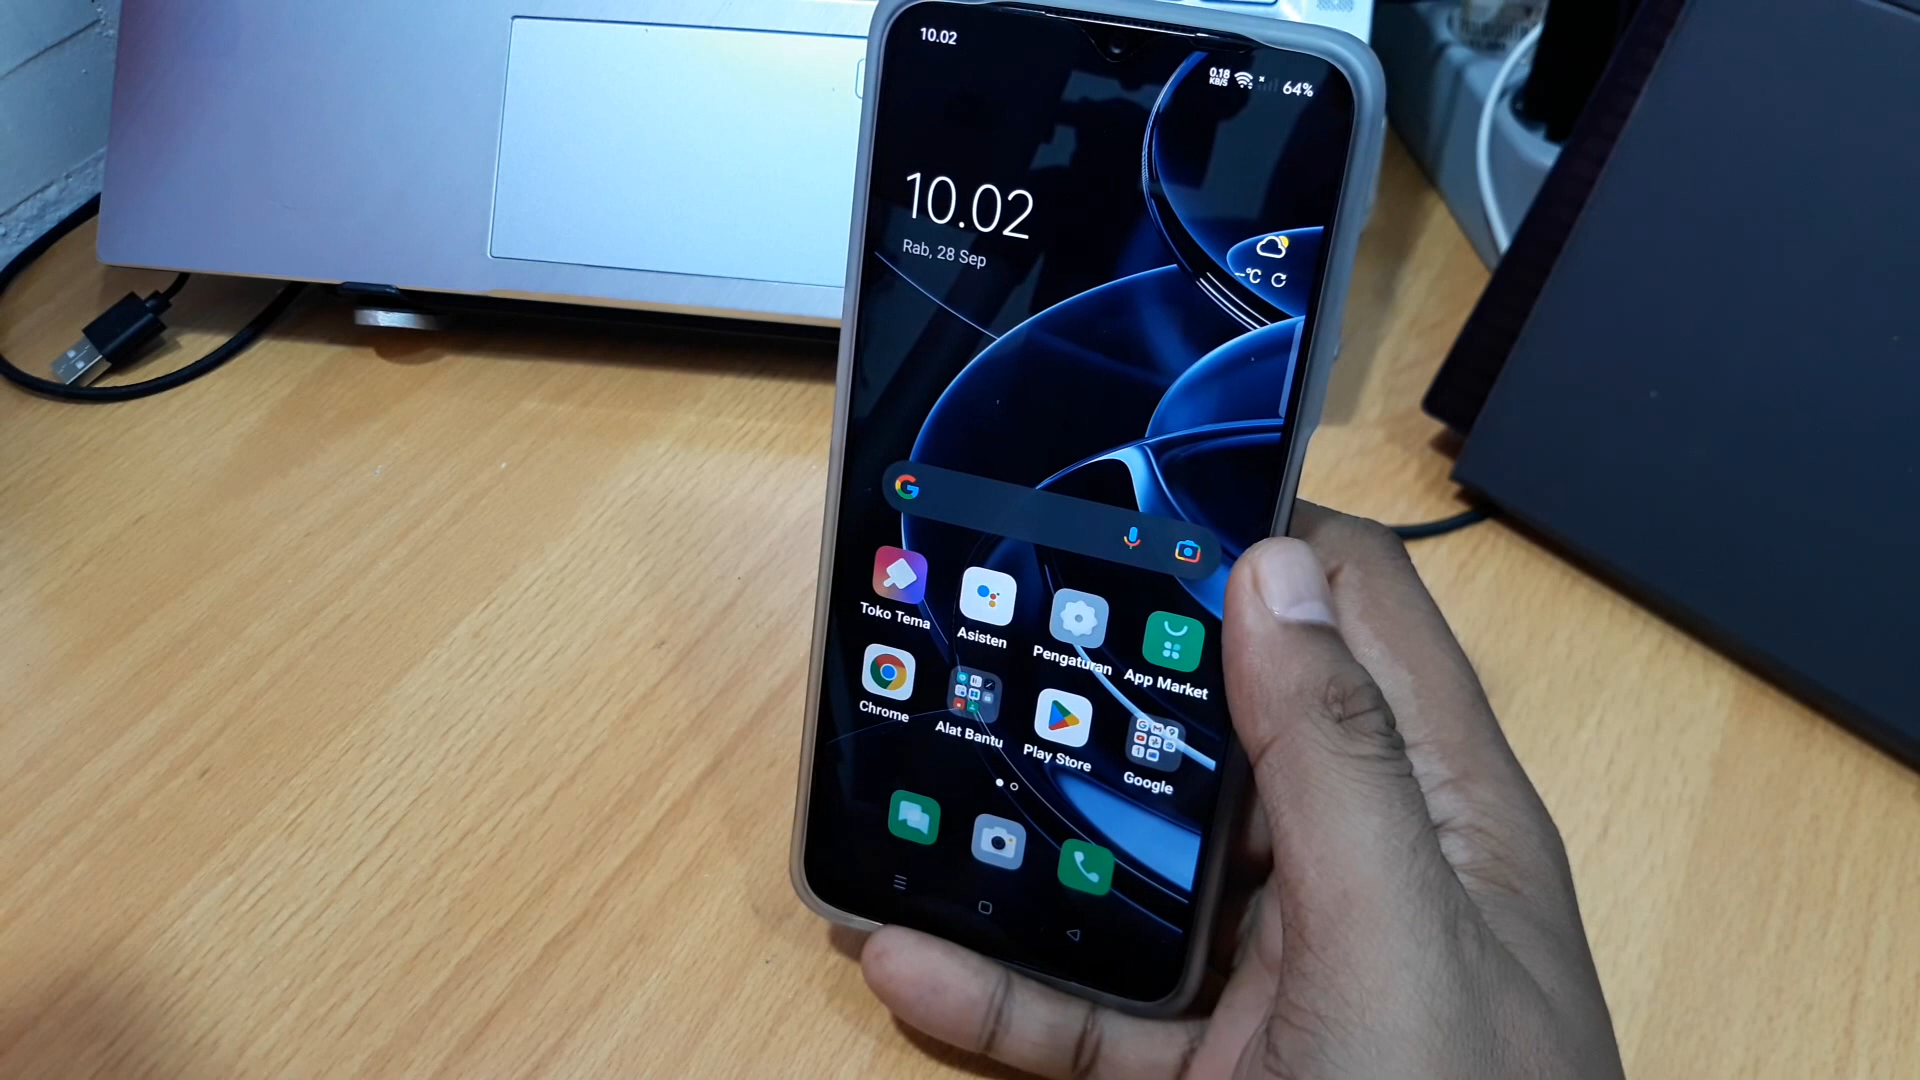 10.02
0.18
KB/S
64%
10.02
Rab, 28 Sep
--°C
Toko Tema
Asisten
Pengaturan
App Market
Chrome
Alat Bantu
Play Store
Google